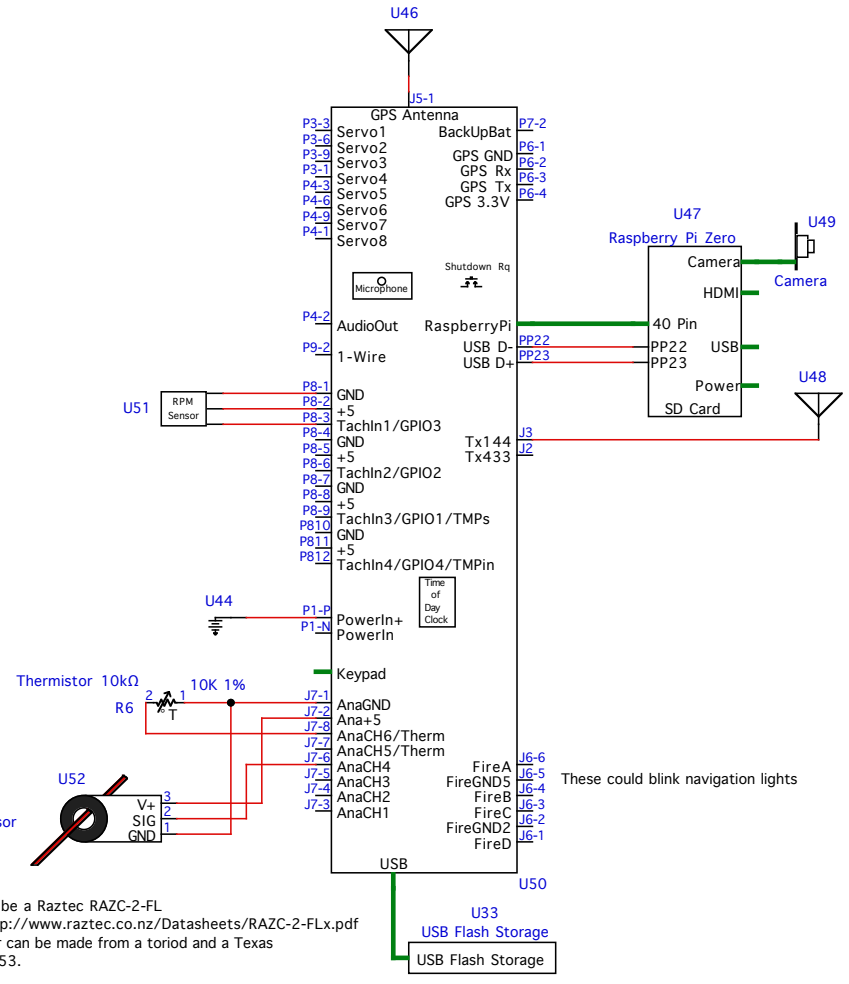 U46
J5-1
GPS Antenna
P3-3
Servo1
P3-6
Servo2
P3-9
Servo3
P3-1
Servo4
P4-3
Servo5
P4-6
Servo6
P4-9
Servo7
P4-1
Servo8
BackUpBat
P7-2
GPS GND
P6-1
GPS Rx
P6-2
GPS Tx
P6-3
GPS 3.3V
P6-4
Microphone
Shutdown Rq
U47
Raspberry Pi Zero
U49
Camera
Camera
HDMI
40 Pin
PP22
USB
PP23
Power
SD Card
P4-2
AudioOut
RaspberryPi
P9-2
1-Wire
USB D-
PP22
USB D+
PP23
U48
U51
RPM
Sensor
P8-1
GND
P8-2
+5
P8-3
TachIn1/GPIO3
P8-4
GND
P8-5
+5
P8-6
TachIn2/GPIO2
P8-7
GND
P8-8
+5
P8-9
TachIn3/GPIO1/TMPs
P810
GND
P811
+5
P812
TachIn4/GPIO4/TMPin
Tx144
J3
Tx433
J2
Time
of
Day
Clock
U44
P1-P
PowerIn+
P1-N
PowerIn
Keypad
Thermistor 10kΩ
10K 1%
R6
2
1
T
J7-1
AnaGND
J7-2
Ana+5
J7-8
AnaCH6/Therm
J7-7
AnaCH5/Therm
J7-6
AnaCH4
J7-5
AnaCH3
J7-4
AnaCH2
J7-3
AnaCH1
FireA
J6-6
FireGND5
J6-5
FireB
J6-4
FireC
J6-3
FireGND2
J6-2
FireD
J6-1
These could blink navigation lights
U52
V+
3
SIG
2
GND
1
sor
USB
U50
be a Raztec RAZC-2-FL
p://www.raztec.co.nz/Datasheets/RAZC-2-FLx.pdf
r can be made from a toriod and a Texas
53.
U33
USB Flash Storage
USB Flash Storage